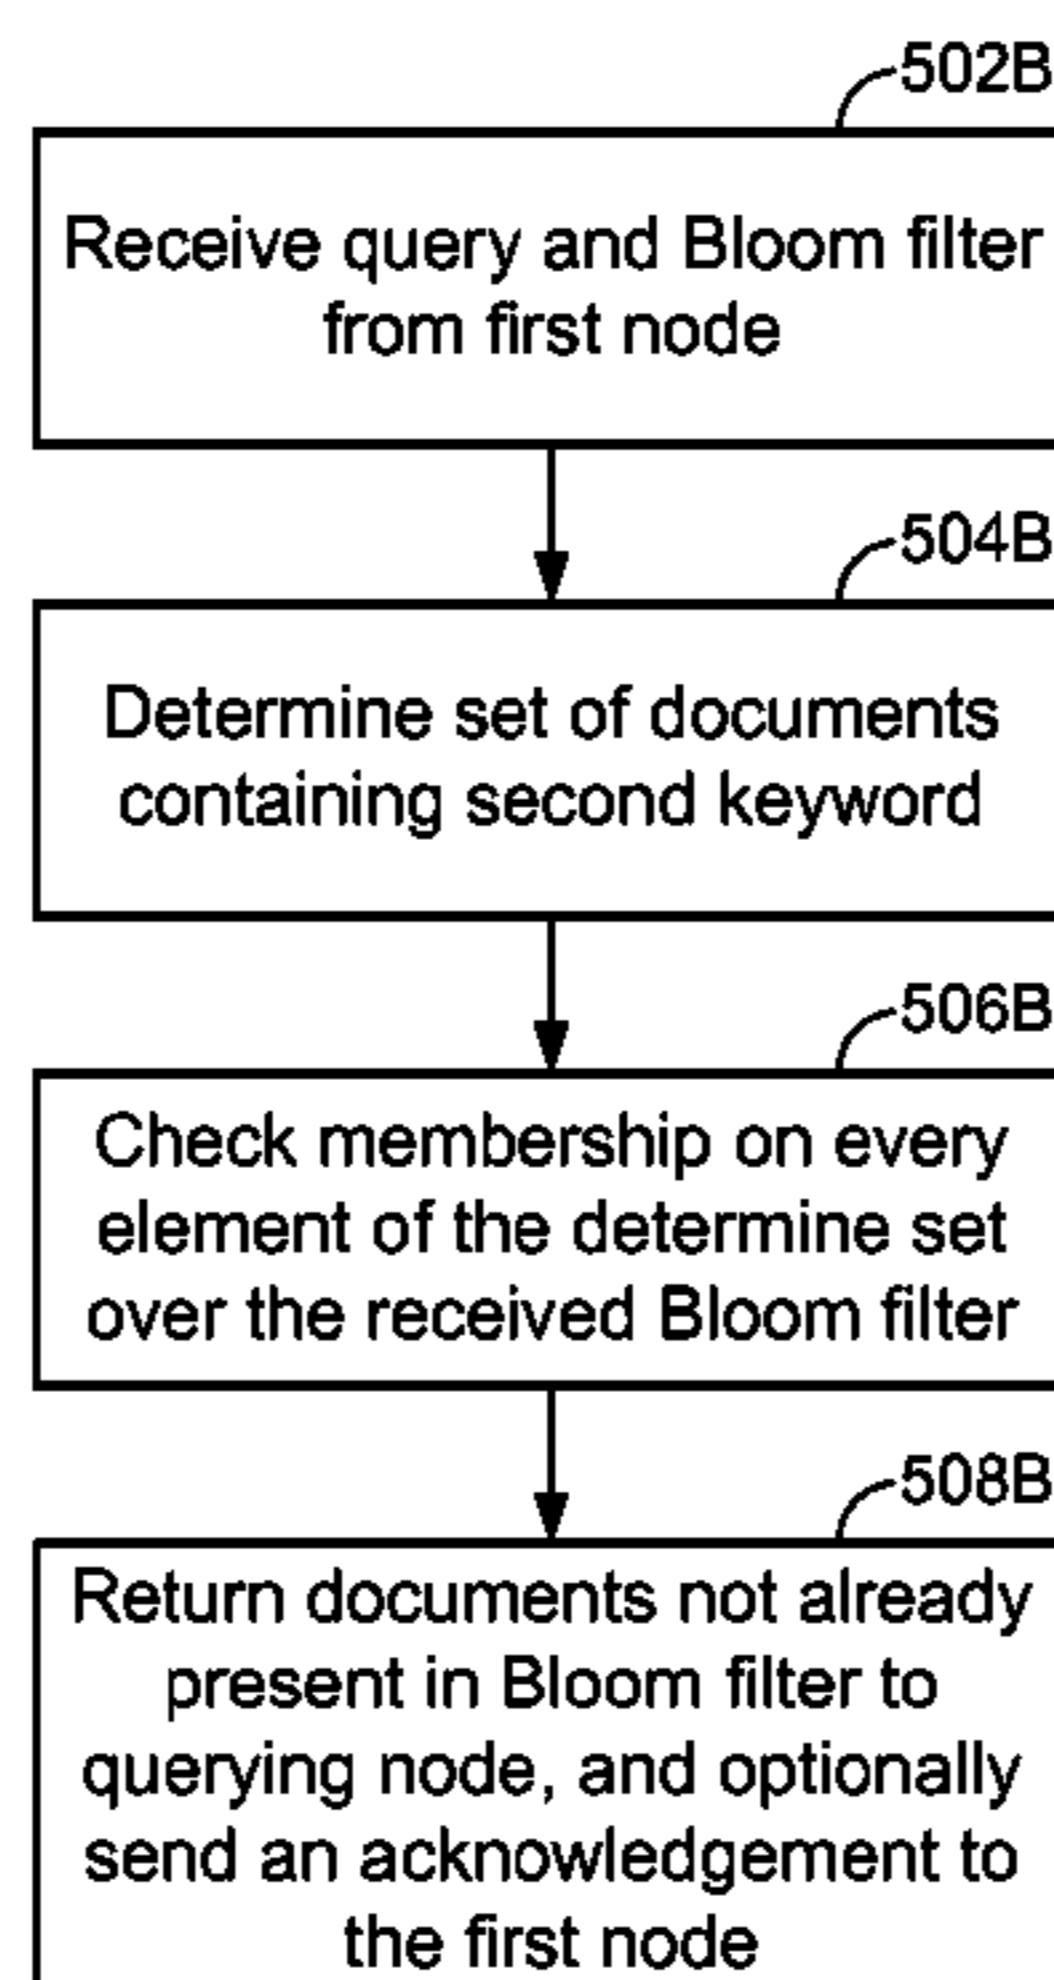 502B
Receive query and Bloom filter
from first node
504B
Determine set of documents
containing second keyword
506B
Check membership on every
element of the determine set
over the received Bloom filter
508B
Return documents not already
present in Bloom filter to
querying node, and optionally
send an acknowledgement to
the first node